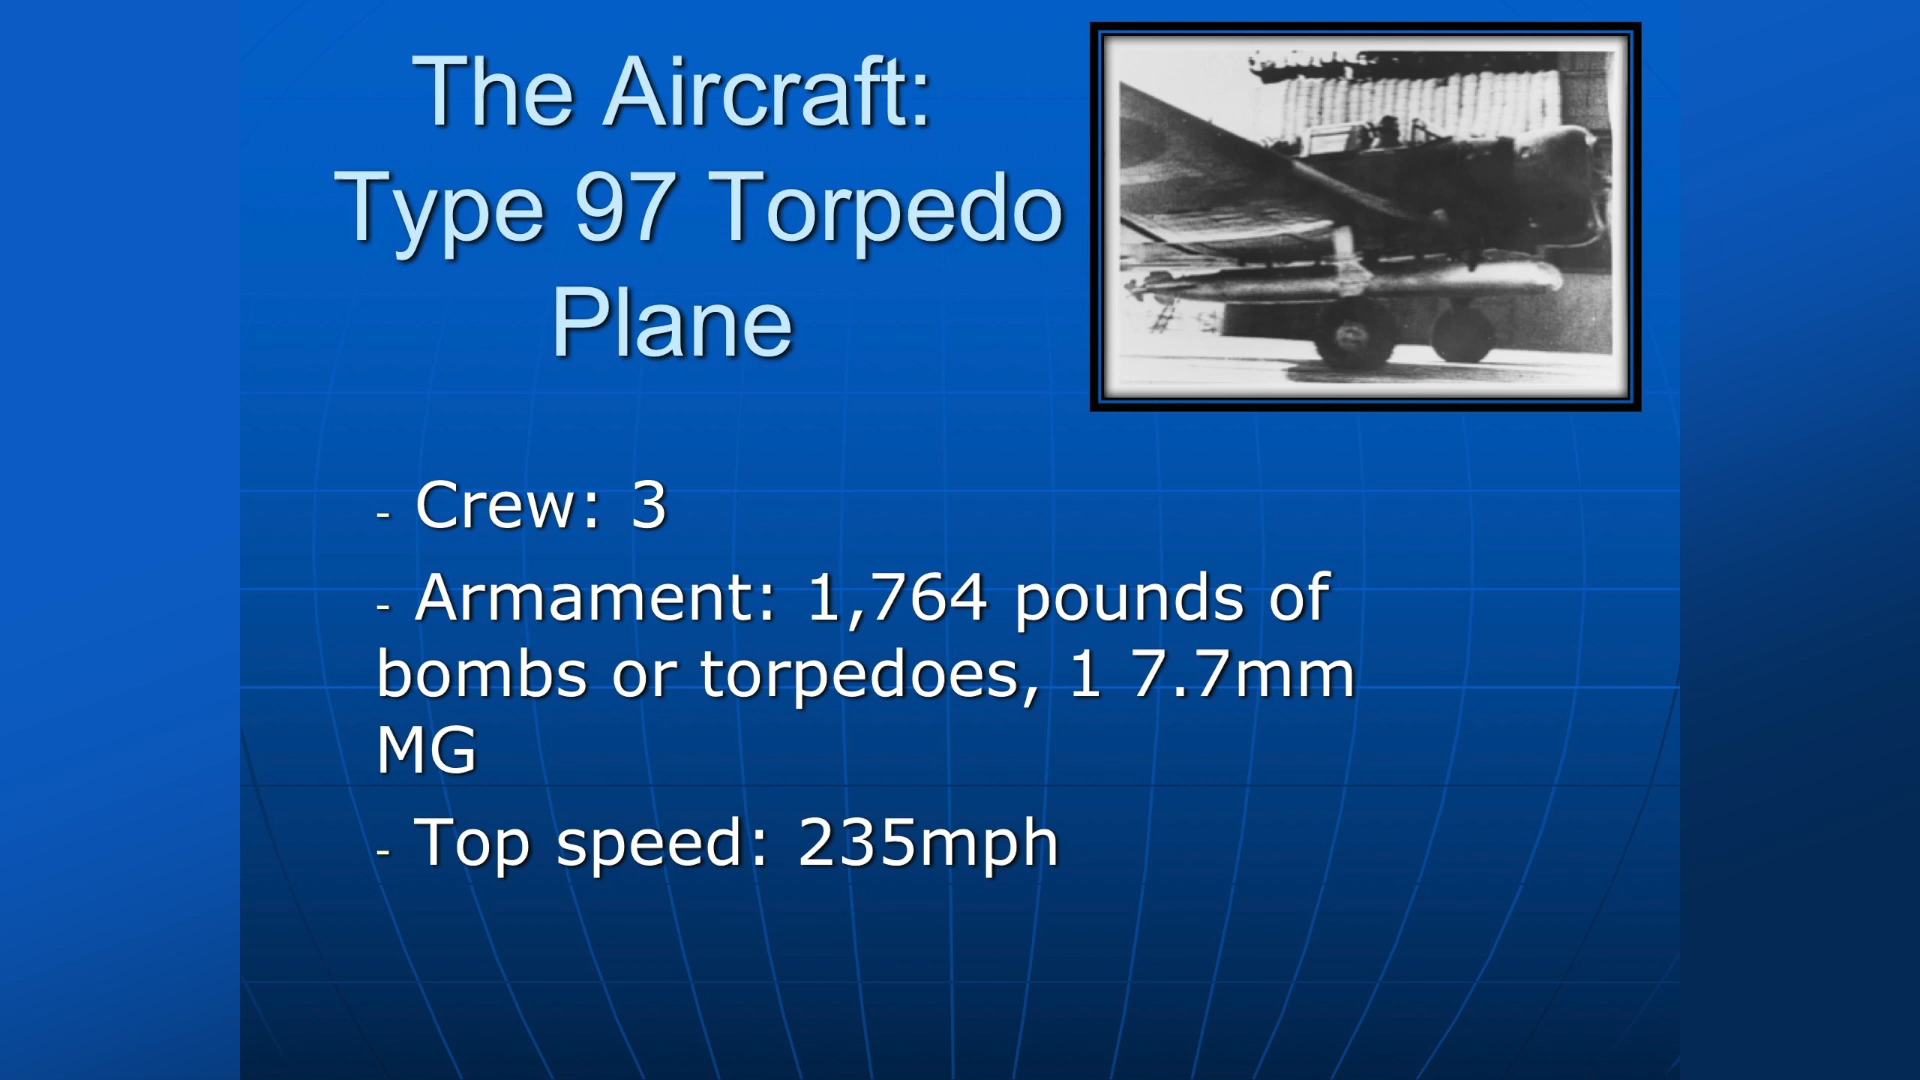 The Aircraft:
Type 97 Torpedo
Plane
- Crew: 3
- Armament: 1,764 pounds of
bombs or torpedoes, 1 7.7mm
MG
- Top speed: 235mph